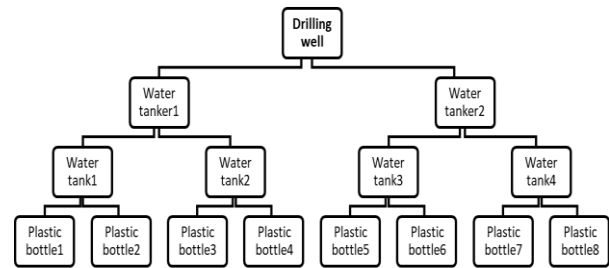 Drilling
well
Water
tanker1
Water
tanker2
Water
tank1
Water
tank2
Water
tank3
Water
tank4
Plastic
bottle1
Plastic
bottle2
Plastic
bottle3
Plastic
bottle4
Plastic
bottle5
Plastic
bottle6
Plastic
bottle7
Plastic
bottle8